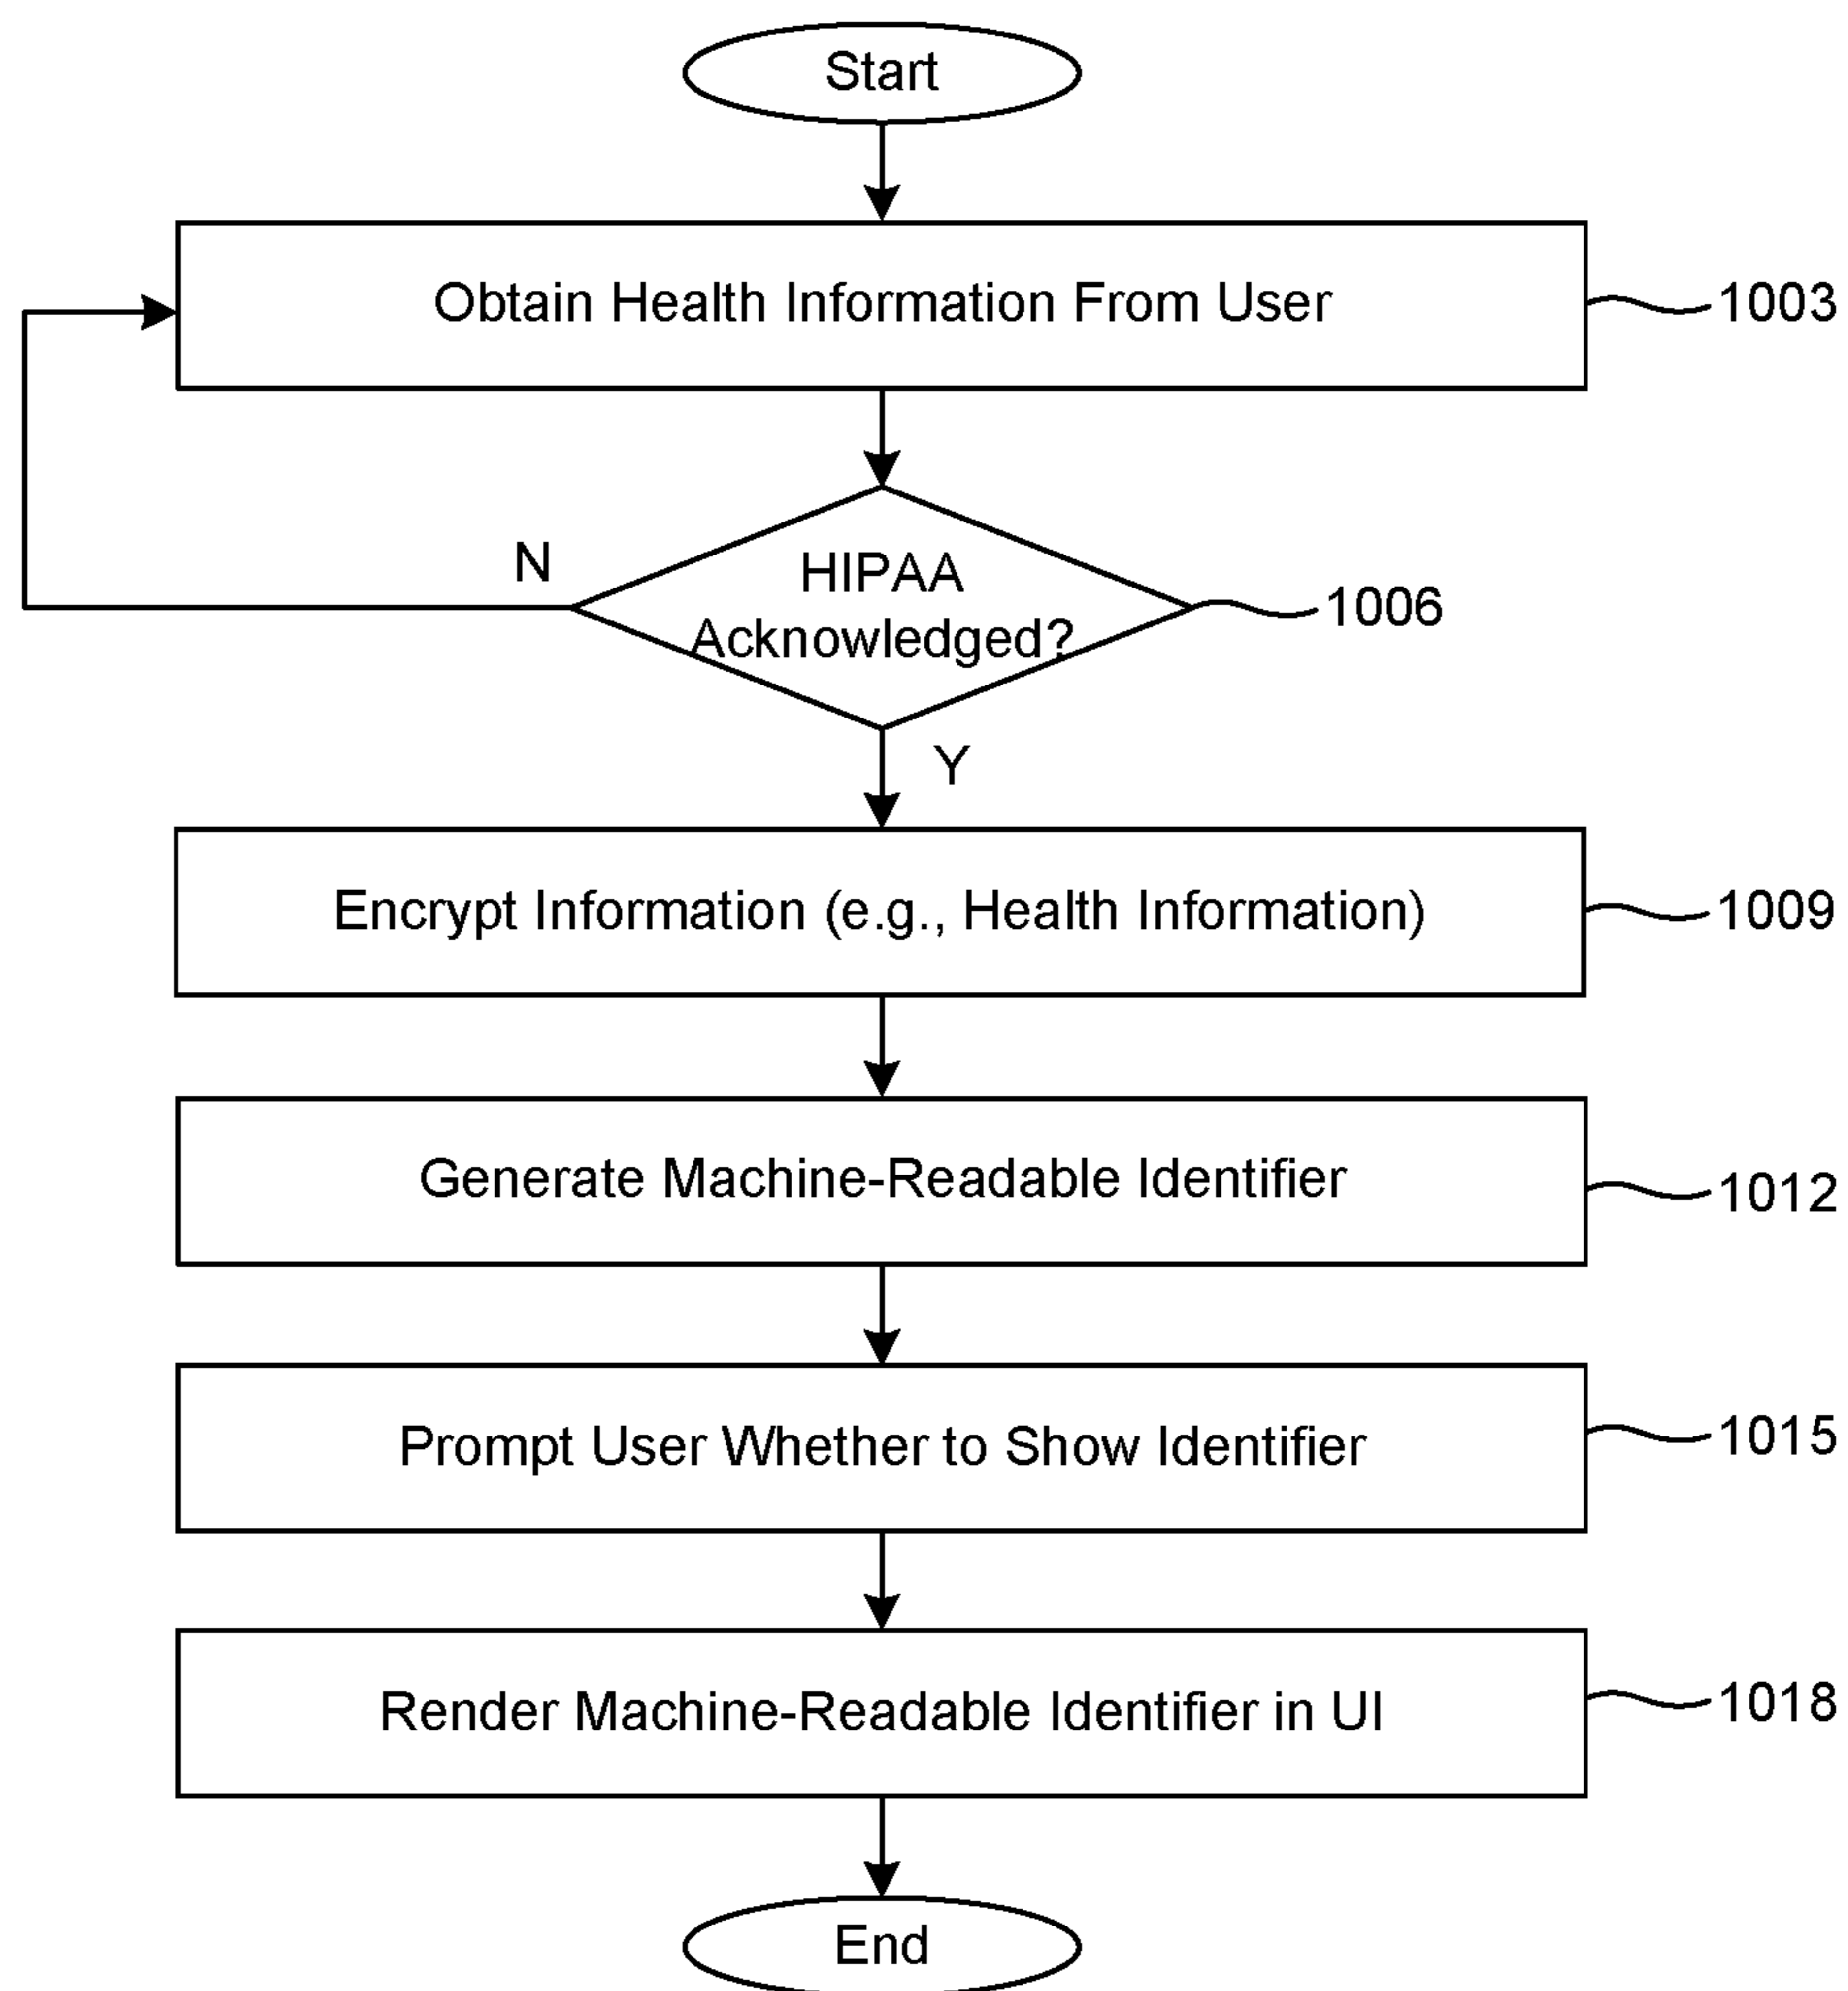 Start
Obtain Health Information From User
1003
HIPAA
Acknowledged?
1006
N
Y
Encrypt Information (e.g., Health Information)
1009
Generate Machine-Readable Identifier
1012
Prompt User Whether to Show Identifier
1015
Render Machine-Readable Identifier in UI
1018
End